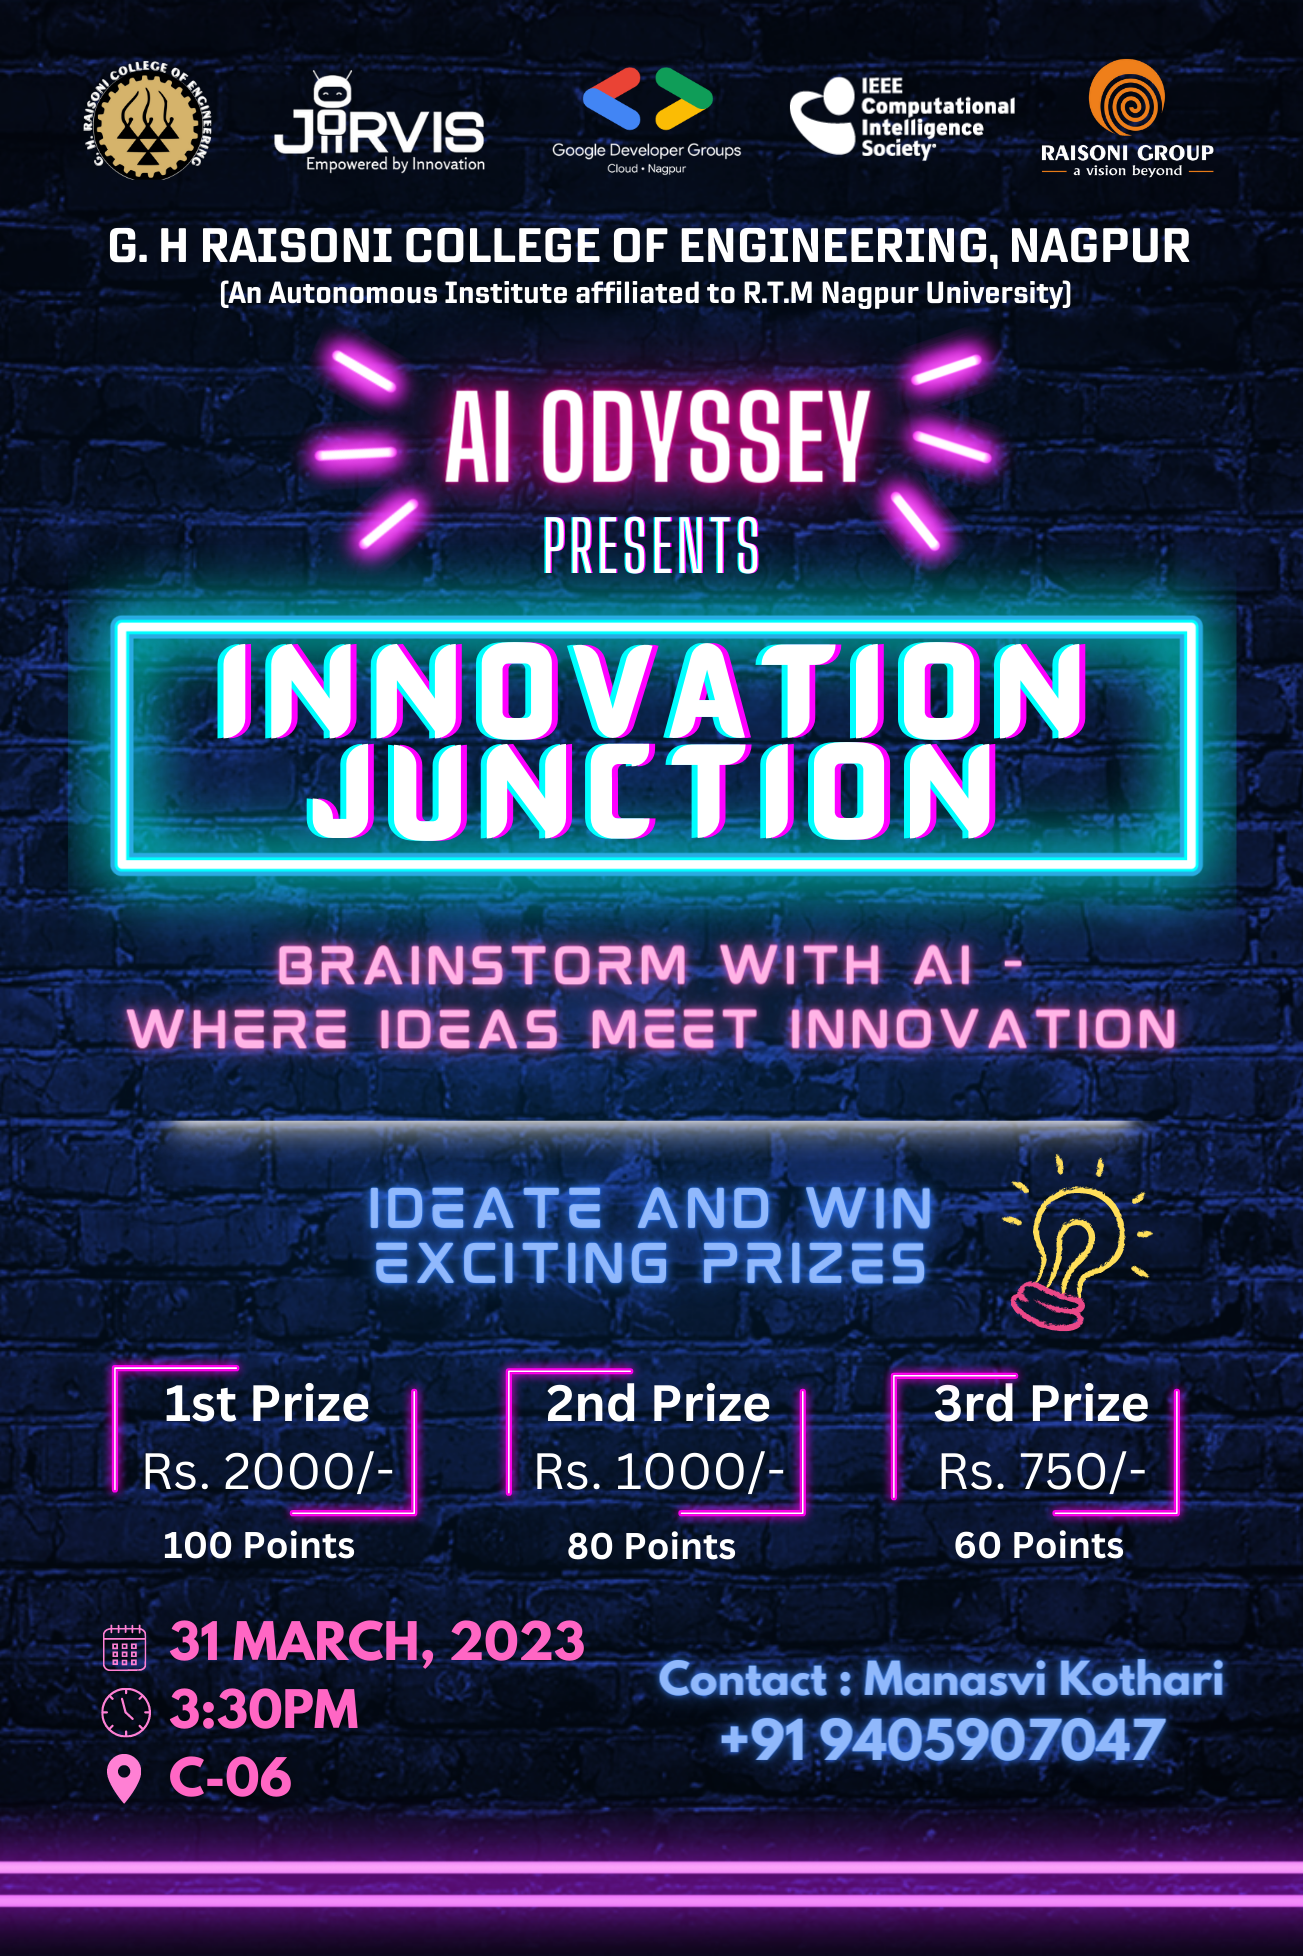 G. H. RAISONI COLLEGE OF ENGINEERING
JARVIS
Empowered by Innovation
Google Developer Groups
Cloud • Nagpur
IEEE
Computational
Intelligence
Society
RAISONI GROUP
a vision beyond
G. H RAISONI COLLEGE OF ENGINEERING, NAGPUR
(An Autonomous Institute affiliated to R.T.M Nagpur University)
AI ODYSSEY
PRESENTS
INNOVATION
JUNCTION
BRAINSTORM WITH AI -
WHERE IDEAS MEET INNOVATION
IDEATE AND WIN
EXCITING PRIZES
1st Prize
Rs. 2000/-
100 Points
2nd Prize
Rs. 1000/-
80 Points
3rd Prize
Rs. 750/-
60 Points
31 MARCH, 2023
3:30PM
C-06
Contact : Manasvi Kothari
+91 9405907047